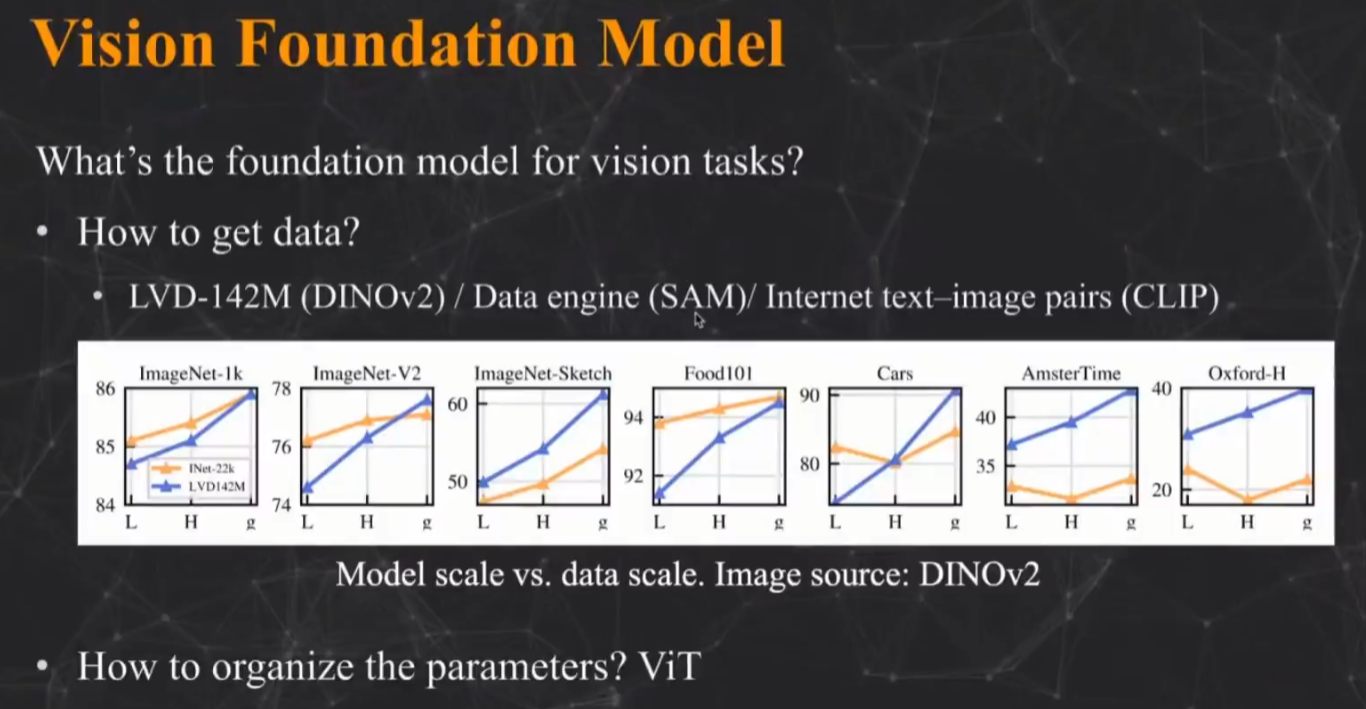 Vision Foundation Model
What's the foundation model for vision tasks?
• How to get data?
• LVD-142M (DINOv2) / Data engine (SAM)/ Internet text–image pairs (CLIP)
ImageNet-1k ImageNet-V2 ImageNet-Sketch Food101 Cars AmsterTime Oxford-H
86 78 60 94 90 40 40
85 76 50 92 80 35 20
84 74
INet-22k
LVD142M
L H g L H g L H g L H g L H g L H g L H g
Model scale vs. data scale. Image source: DINOv2
• How to organize the parameters? ViT